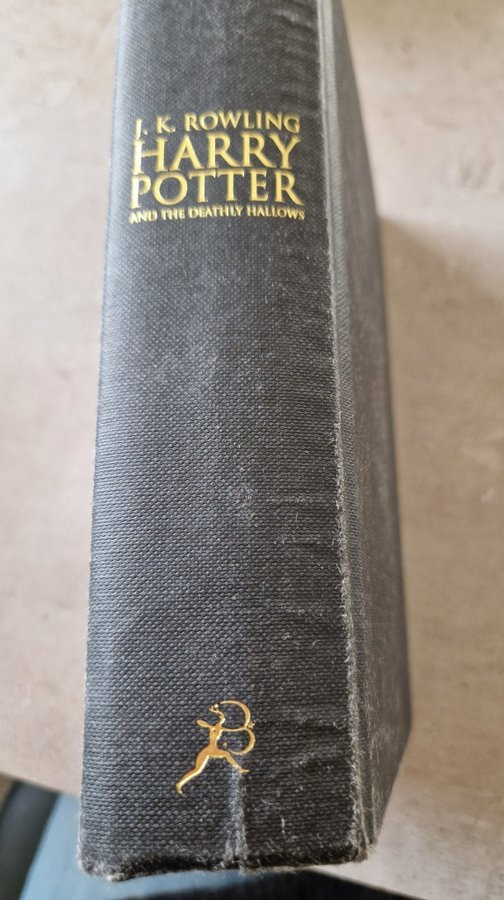 J. K. ROWLING
HARRY
POTTER
AND THE DEATHLY HALLOWS